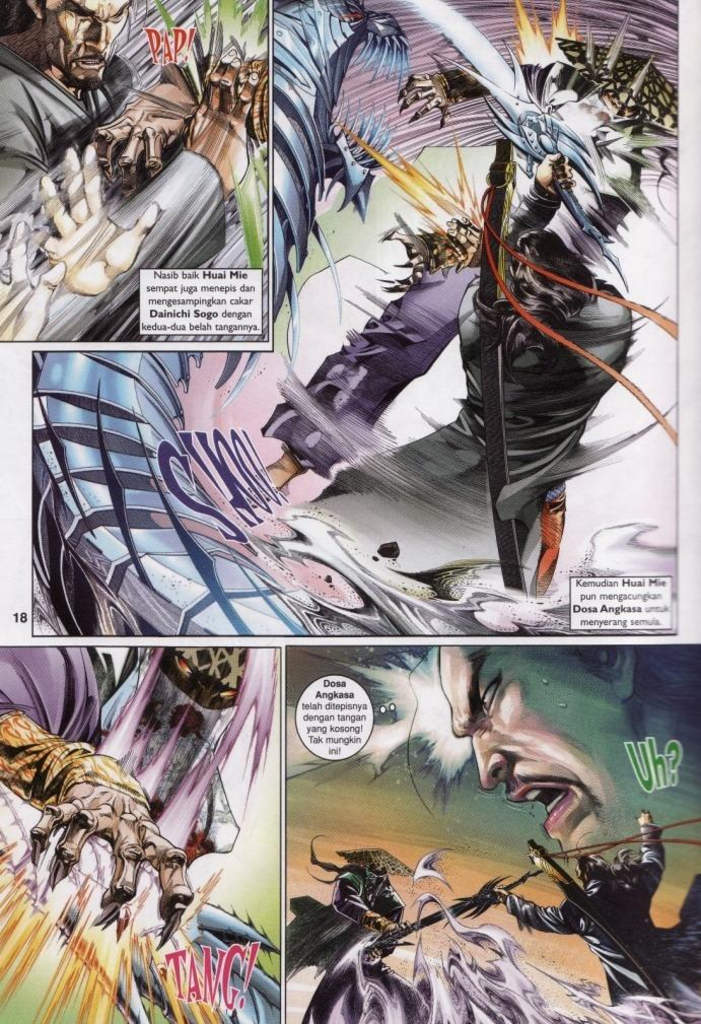 PAP!
Nasib baik Huai Mie
sempat juga menepis dan
mengesampingkan cakar
Dainichi Sogo dengan
kedua-dua belah tangannya.
SWOO!
Kemudian Huai Mie
pun mengacungkan
Dosa Angkasa untuk
menyerang semula.
18
TANG!
Dosa
Angkasa
telah ditepisnya
dengan tangan
yang kosong!
Tak mungkin
ini!
Uh?